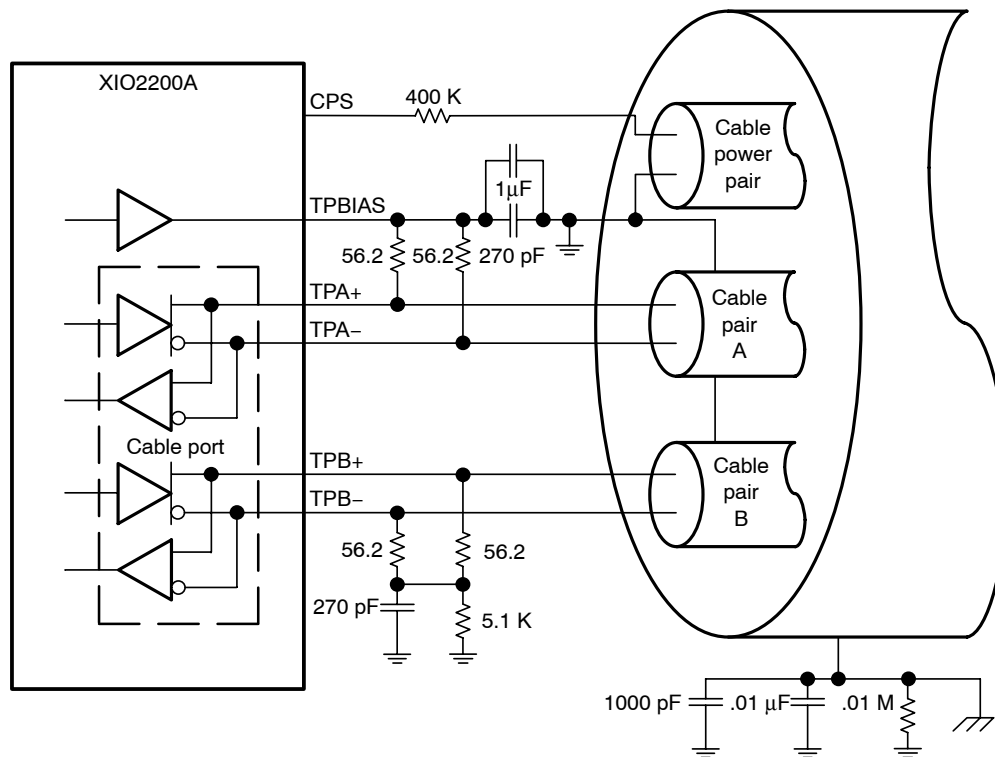 XIO2200A
CPS
400 K
Cable
power
pair
1μF
TPBIAS
56.2
56.2
270 pF
TPA+
TPA−
Cable
pair
A
Cable port
TPB+
TPB−
Cable
pair
B
56.2
56.2
270 pF
5.1 K
1000 pF
.01 μF
.01 M